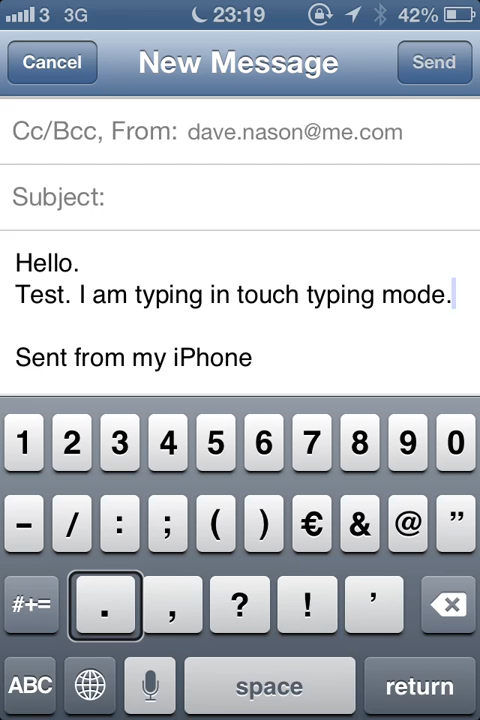 3 3G 23:19 42%
Cancel New Message Send
Cc/Bcc, From: dave.nason@me.com
Subject:
Hello.
Test. I am typing in touch typing mode.
Sent from my iPhone
1 2 3 4 5 6 7 8 9 0
- / : ; ( ) € & @ "
#+= . , ? ! '
ABC space return